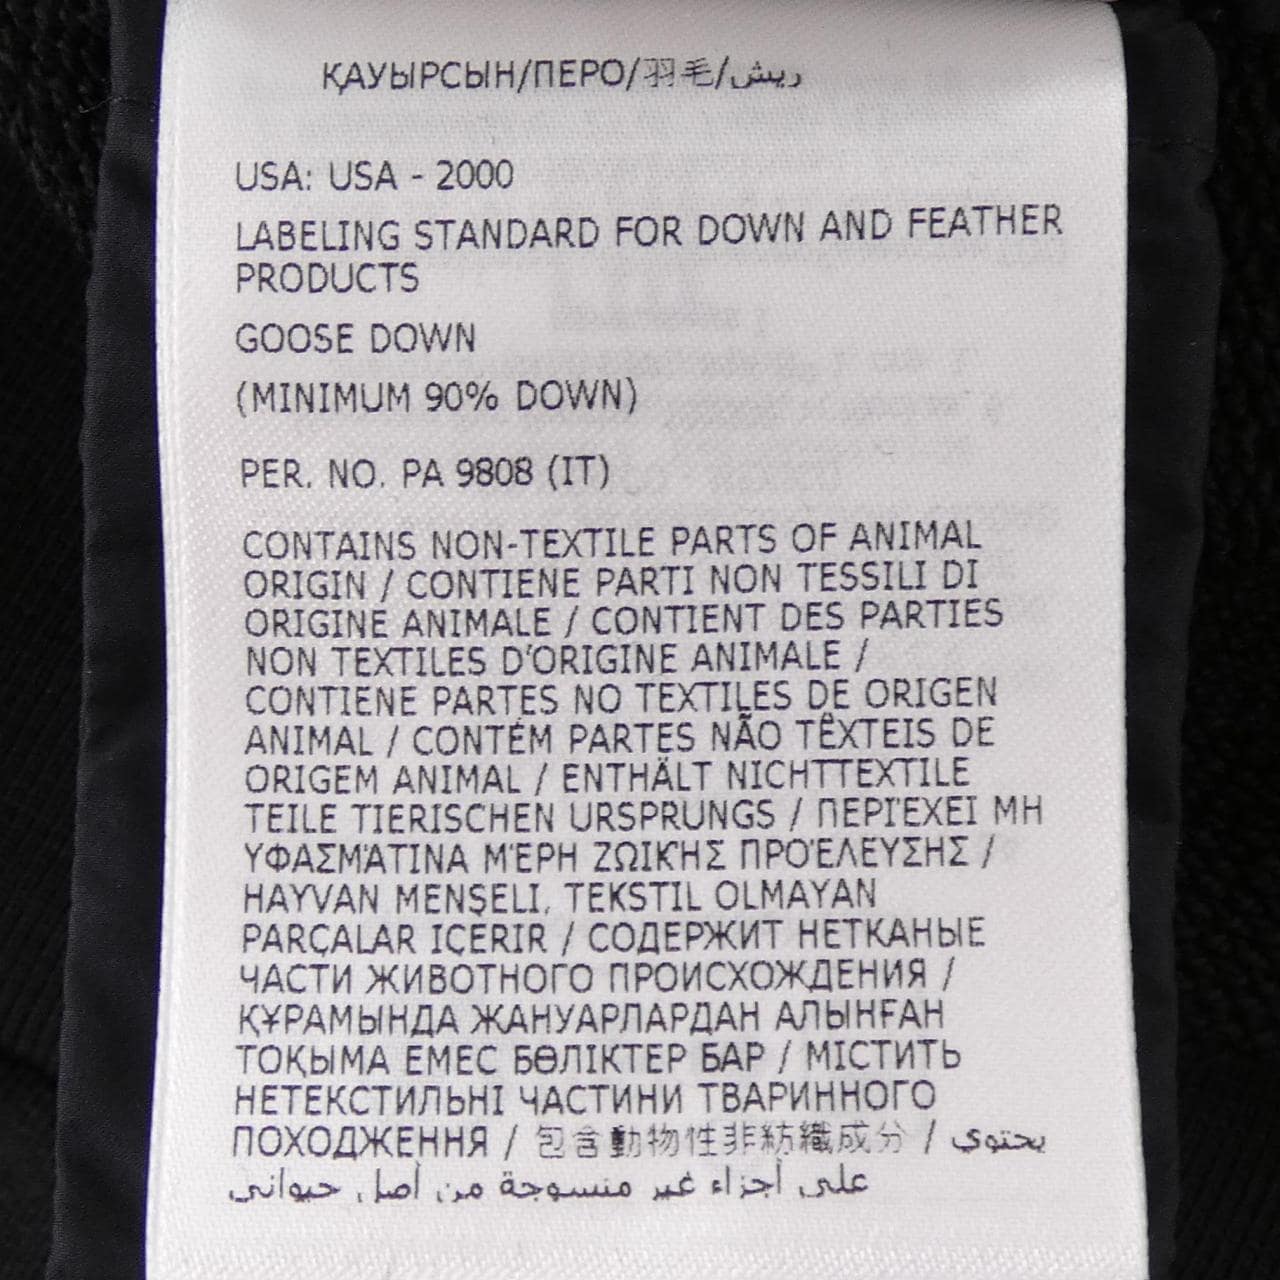 ҚАУЫРСЫН/ПЕРО/羽毛/ريش
USA: USA - 2000
LABELING STANDARD FOR DOWN AND FEATHER
PRODUCTS
GOOSE DOWN
(MINIMUM 90% DOWN)
PER. NO. PA 9808 (IT)
CONTAINS NON-TEXTILE PARTS OF ANIMAL
ORIGIN / CONTIENE PARTI NON TESSILI DI
ORIGINE ANIMALE / CONTIENT DES PARTIES
NON TEXTILES D'ORIGINE ANIMALE /
CONTIENE PARTES NO TEXTILES DE ORIGEN
ANIMAL / CONTÉM PARTES NÃO TÊXTEIS DE
ORIGEM ANIMAL / ENTHÄLT NICHTTEXTILE
TEILE TIERISCHEN URSPRUNGS / ΠΕΡΙΈΧΕΙ ΜΗ
ΥΦΑΣΜΆΤΙΝΑ ΜΈΡΗ ΖΩΙΚΉΣ ΠΡΟΈΛΕΥΣΗΣ /
HAYVAN MENŞELI, TEKSTIL OLMAYAN
PARÇALAR IÇERIR / СОДЕРЖИТ НЕТКАНЫЕ
ЧАСТИ ЖИВОТНОГО ПРОИСХОЖДЕНИЯ /
ҚҰРАМЫНДА ЖАНУАРЛАРДАН АЛЫНҒАН
ТОҚЫМА ЕМЕС БӨЛІКТЕР БАР / МІСТИТЬ
НЕТЕКСТИЛЬНІ ЧАСТИНИ ТВАРИННОГО
ПОХОДЖЕННЯ / 包含動物性非紡織成分 / يحتوي
على أجزاء غير منسوجة من أصل حيواني